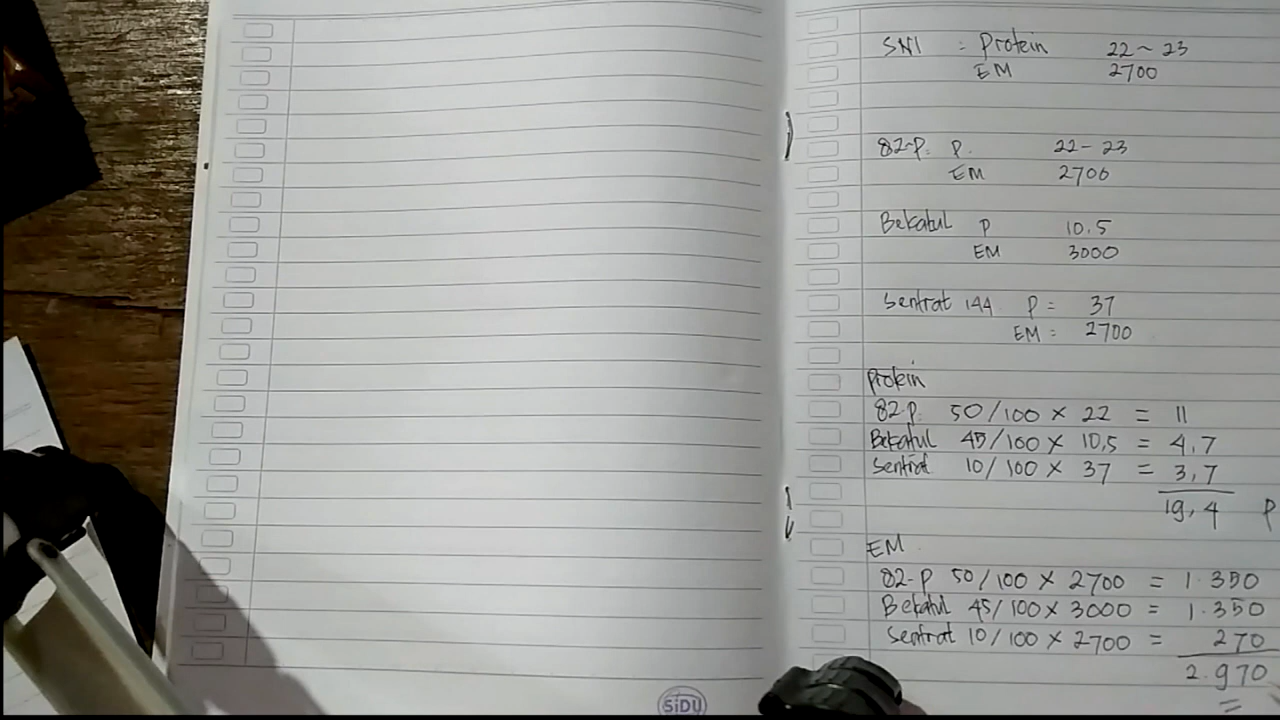 SNI : Protein 22 ~ 23
EM 2700
82-P. P. 22 - 23
EM 2700
Bekatul P 10.5
EM 3000
Sentrat 144 P = 37
EM = 2700
Protein
82-P. 50/100 × 22 = 11
Bekatul 45/100 × 10,5 = 4,7
Sentrat 10/100 × 37 = 3,7
19,4 P
EM
82-P 50/100 × 2700 = 1.350
Bekatul 45/100 × 3000 = 1.350
Sentrat 10/100 × 2700 = 270
2.970
=
SiDU